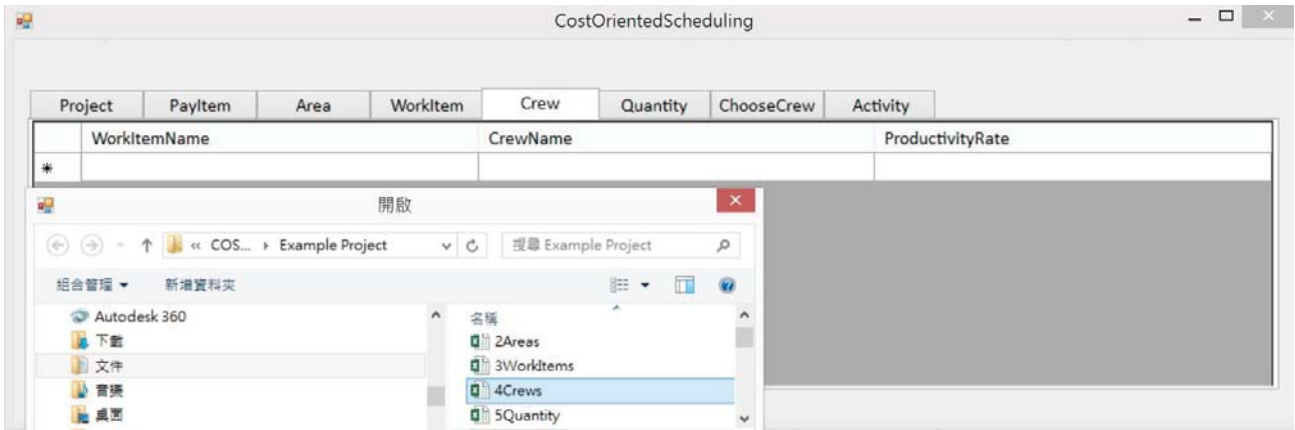 CostOrientedScheduling
Project PayItem Area WorkItem Crew Quantity ChooseCrew Activity
WorkItemName CrewName ProductivityRate
*
開啟
« COS... Example Project 搜尋 Example Project
組合管理 新增資料夾
Autodesk 360 名稱
下載 2Areas
文件 3WorkItems
音樂 4Crews
桌面 5Quantity